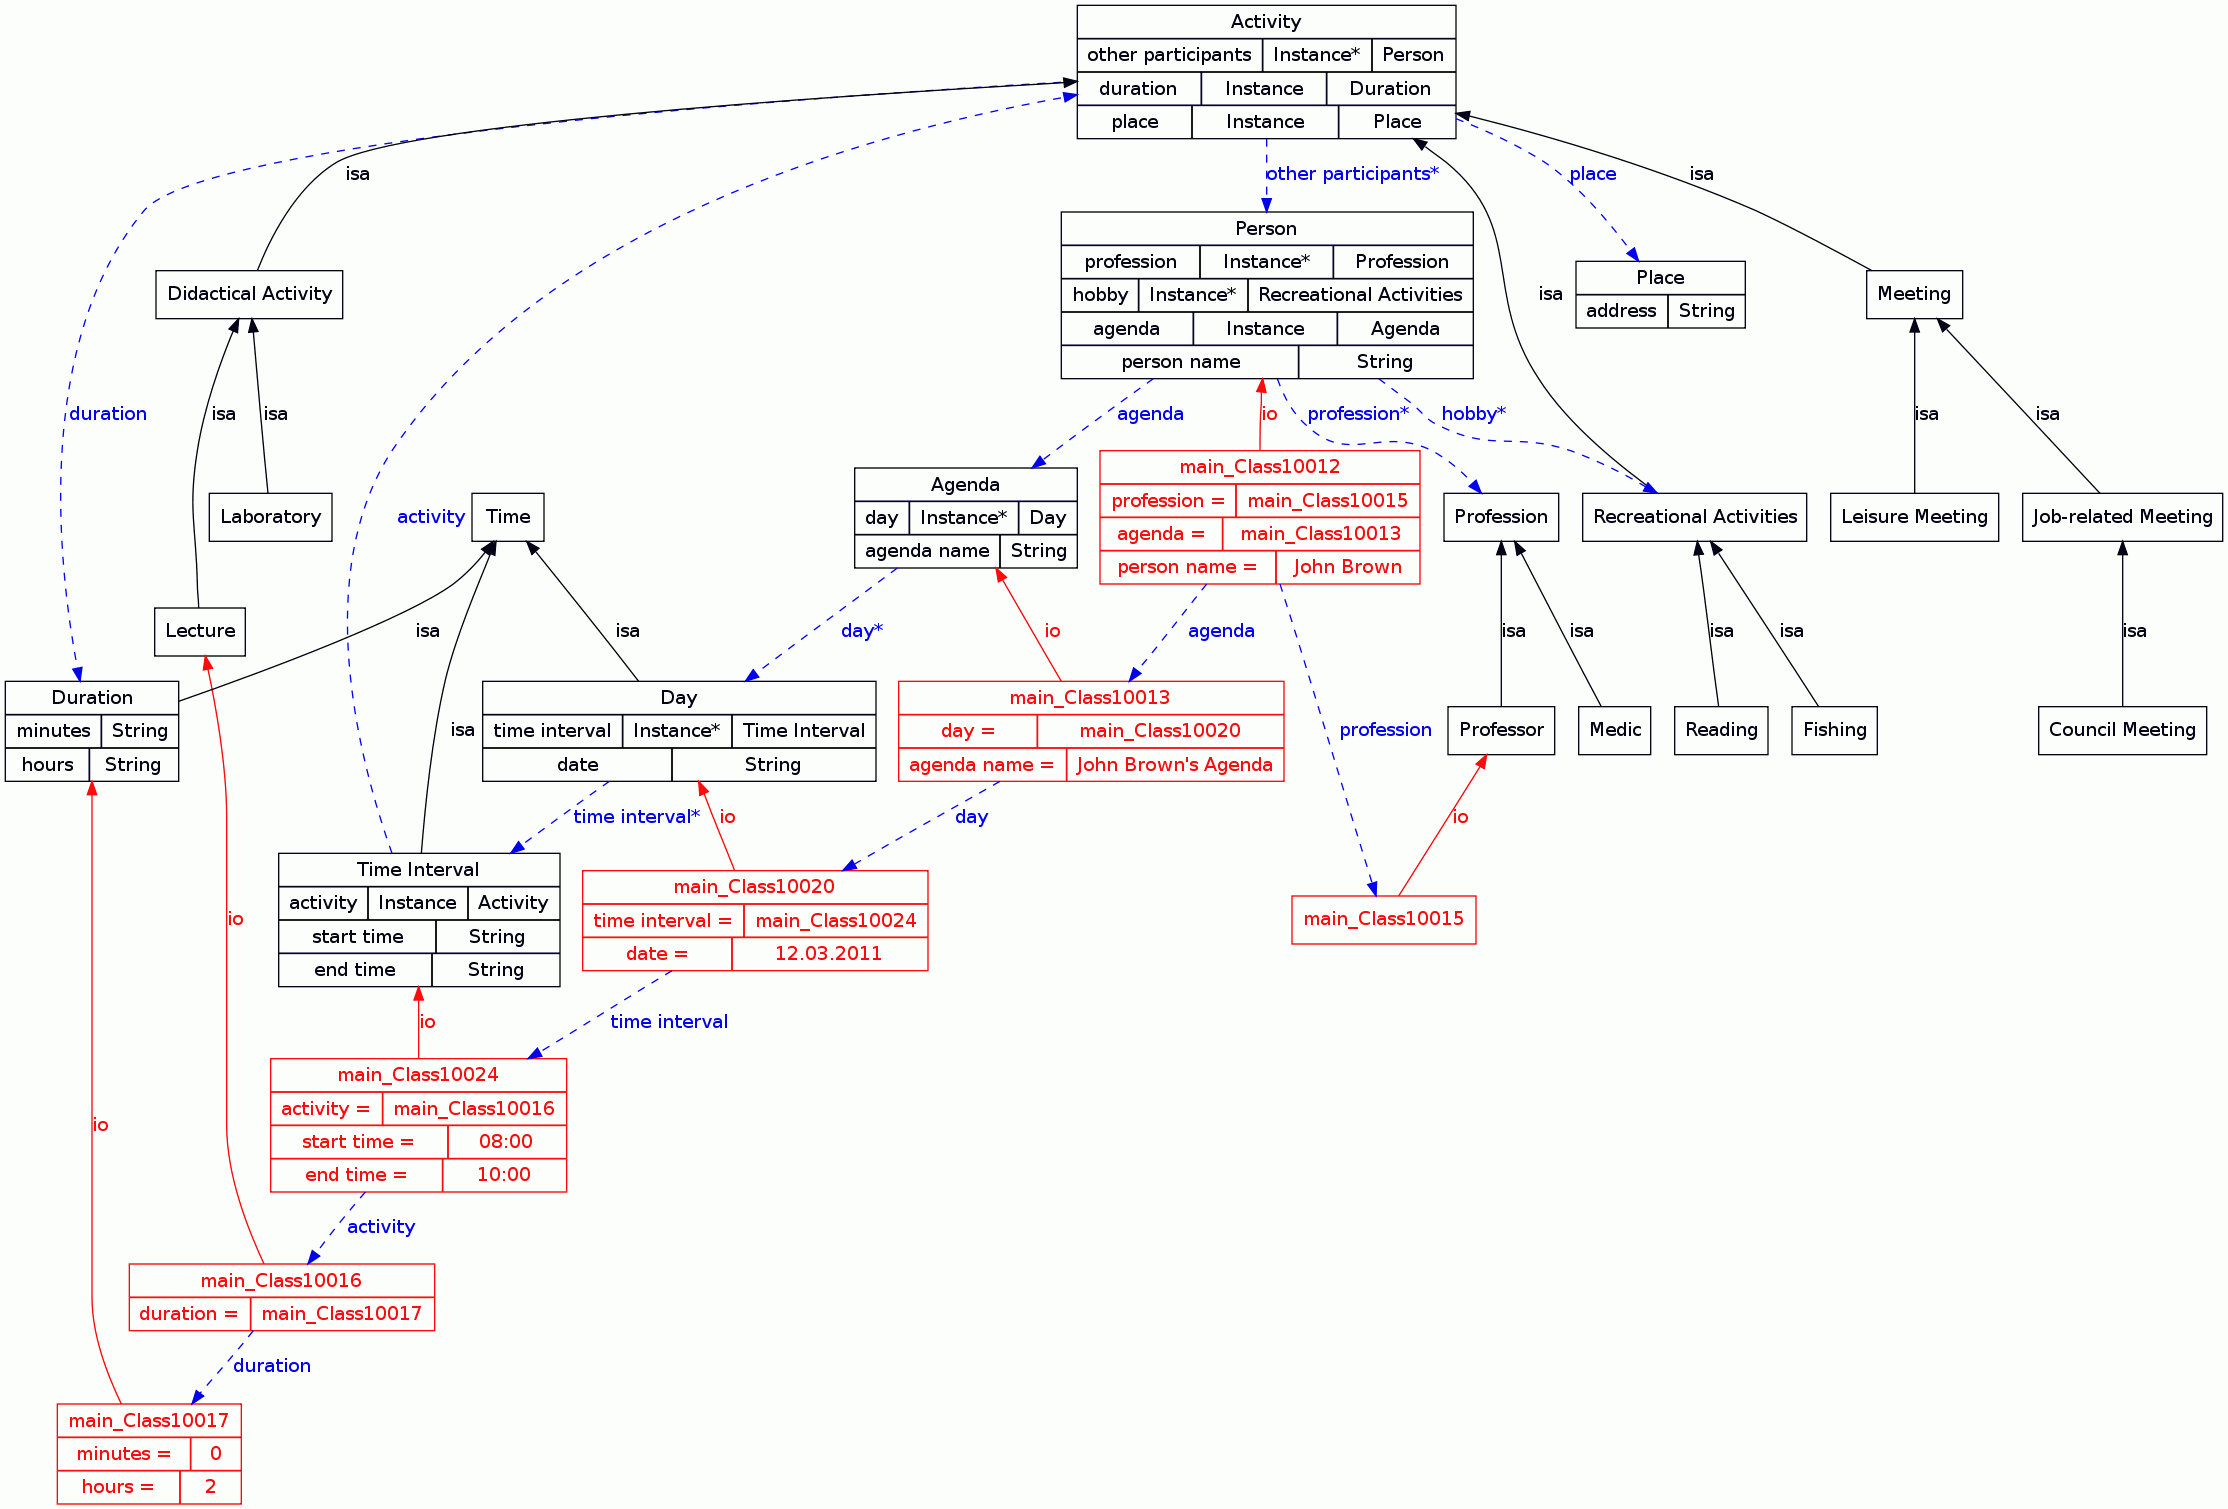 Activity
other participants Instance* Person
duration Instance Duration
place Instance Place
isa
other participants*
place
isa
Person
profession Instance* Profession
hobby Instance* Recreational Activities
agenda Instance Agenda
person name String
Didactical Activity
isa
Place
address String
Meeting
duration
isa
isa
agenda
io
profession*
hobby*
isa
isa
Laboratory
activity
Time
Agenda
day Instance* Day
agenda name String
main_Class10012
profession = main_Class10015
agenda = main_Class10013
person name = John Brown
Profession
Recreational Activities
Leisure Meeting
Job-related Meeting
Lecture
isa
isa
day*
io
agenda
isa
isa
isa
isa
isa
Duration
minutes String
hours String
isa
Day
time interval Instance* Time Interval
date String
main_Class10013
day = main_Class10020
agenda name = John Brown's Agenda
profession
Professor
Medic
Reading
Fishing
Council Meeting
time interval*
io
day
io
Time Interval
activity Instance Activity
start time String
end time String
main_Class10020
time interval = main_Class10024
date = 12.03.2011
main_Class10015
io
io
time interval
main_Class10024
activity = main_Class10016
start time = 08:00
end time = 10:00
io
activity
main_Class10016
duration = main_Class10017
duration
main_Class10017
minutes = 0
hours = 2